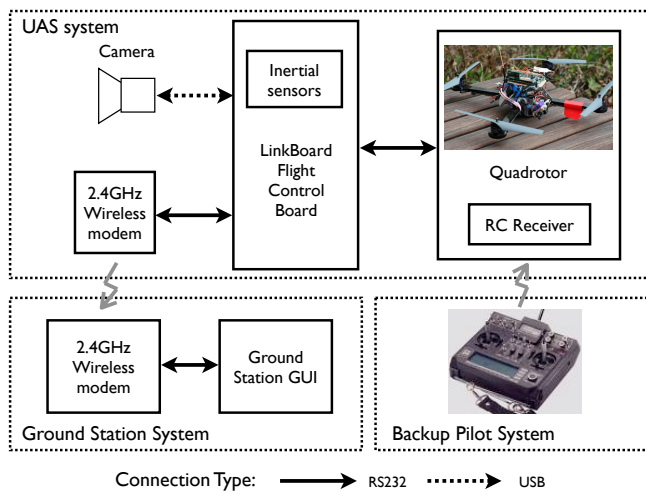 UAS system
Camera
Inertial
sensors
LinkBoard
Flight
Control
Board
2.4GHz
Wireless
modem
Quadrotor
RC Receiver
2.4GHz
Wireless
modem
Ground
Station GUI
Ground Station System
Backup Pilot System
Connection Type:
RS232
USB